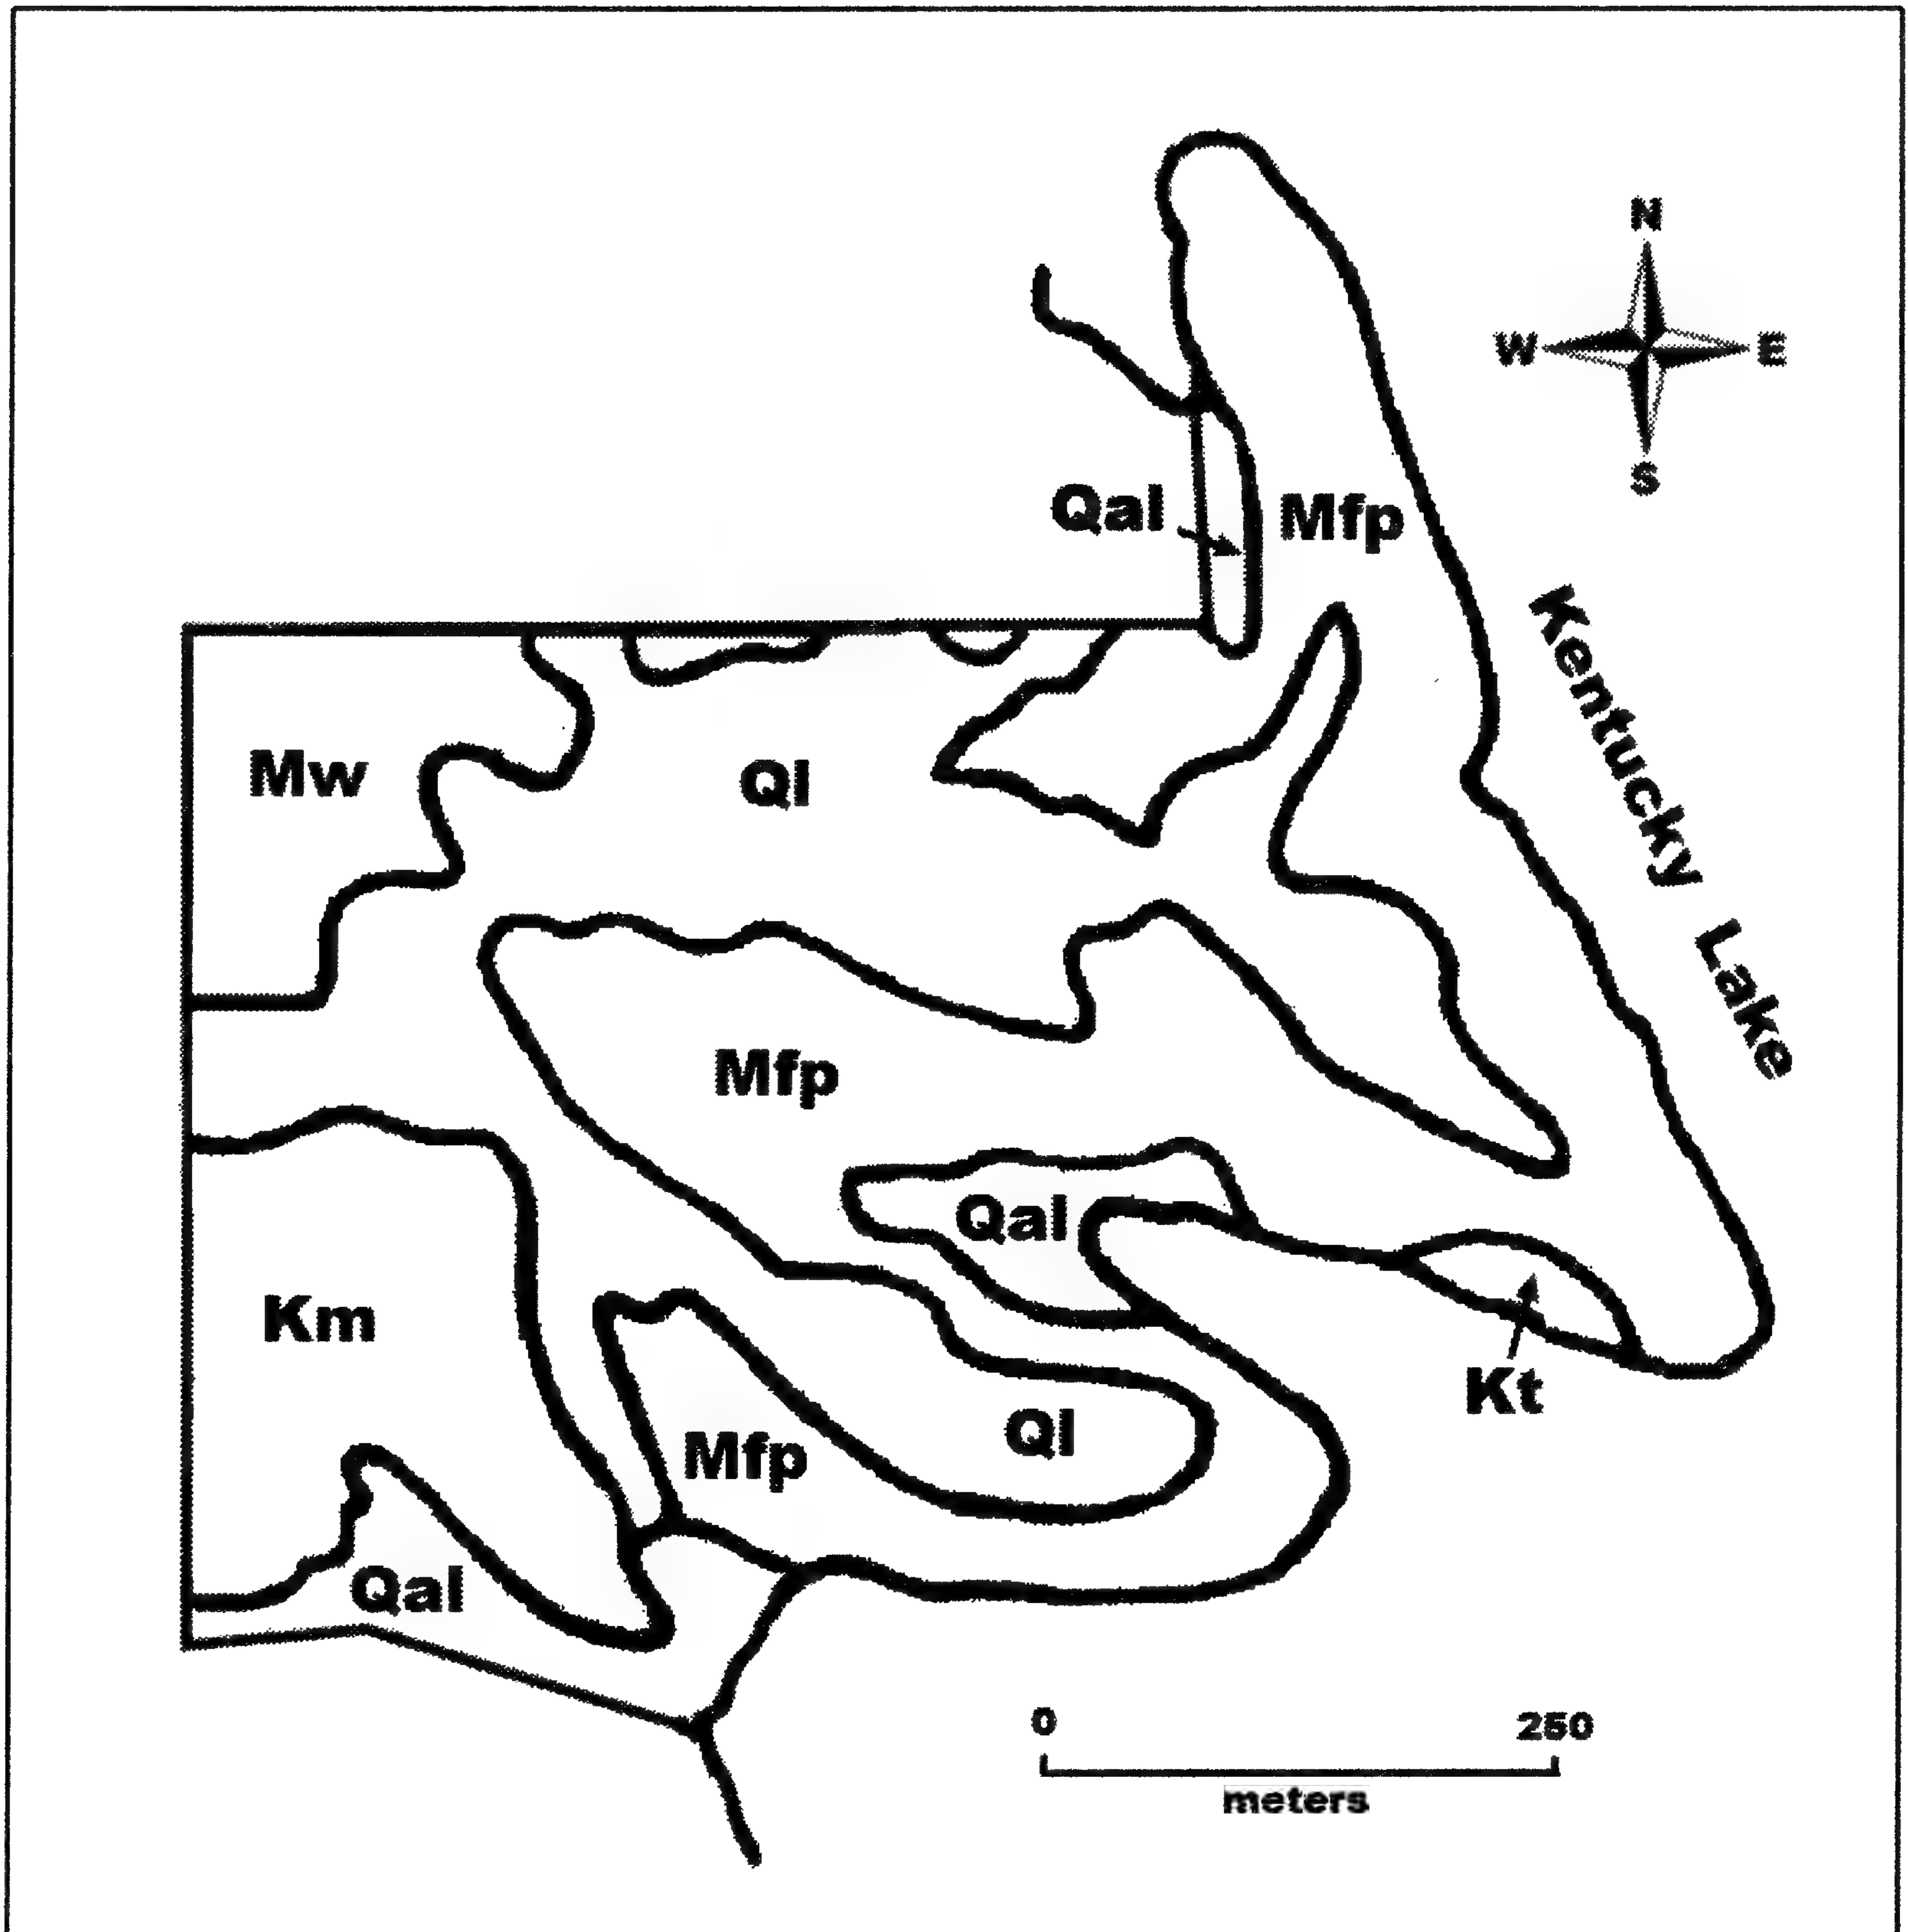 N
W E
S
Qal Mfp
Kentucky Lake
Mw Ql
Mfp
Qal
Km
Kt
Mfp Ql
Qal
0 250
meters